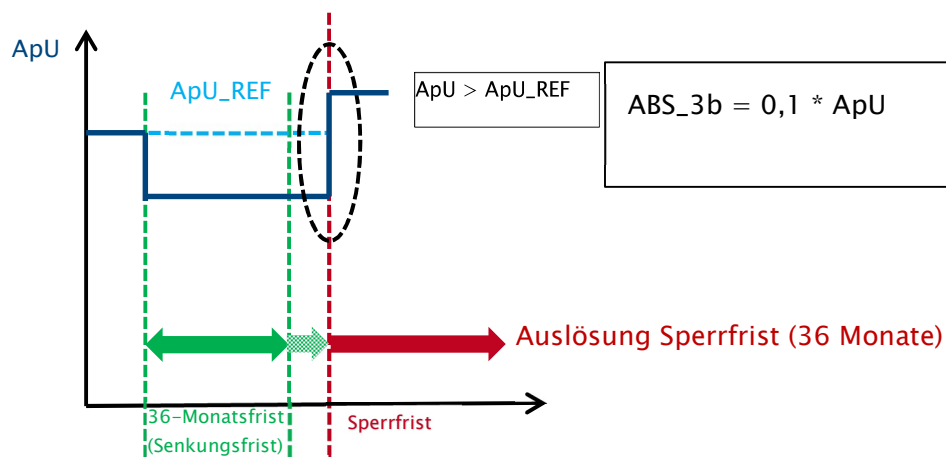 ApU
ApU_REF
ApU > ApU_REF
ABS_3b = 0,1 * ApU
Auslösung Sperrfrist (36 Monate)
36-Monatsfrist
(Senkungsfrist)
Sperrfrist